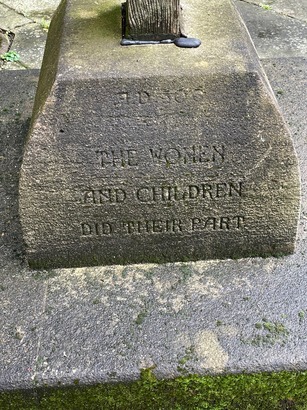 THE WOMEN
AND CHILDREN
DID THEIR PART